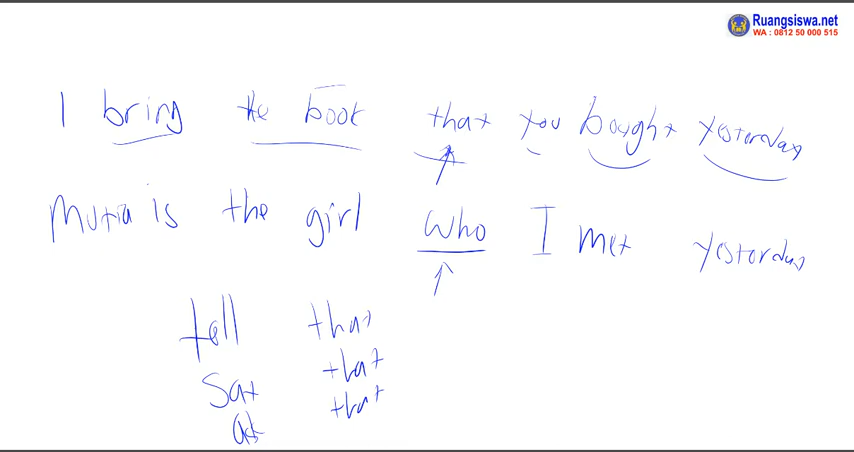 Ruangsiswa.net
WA : 0812 50 000 515
I bring the book that you bought yesterday
Mutia is the girl who I met yesterday
tell that
that
that